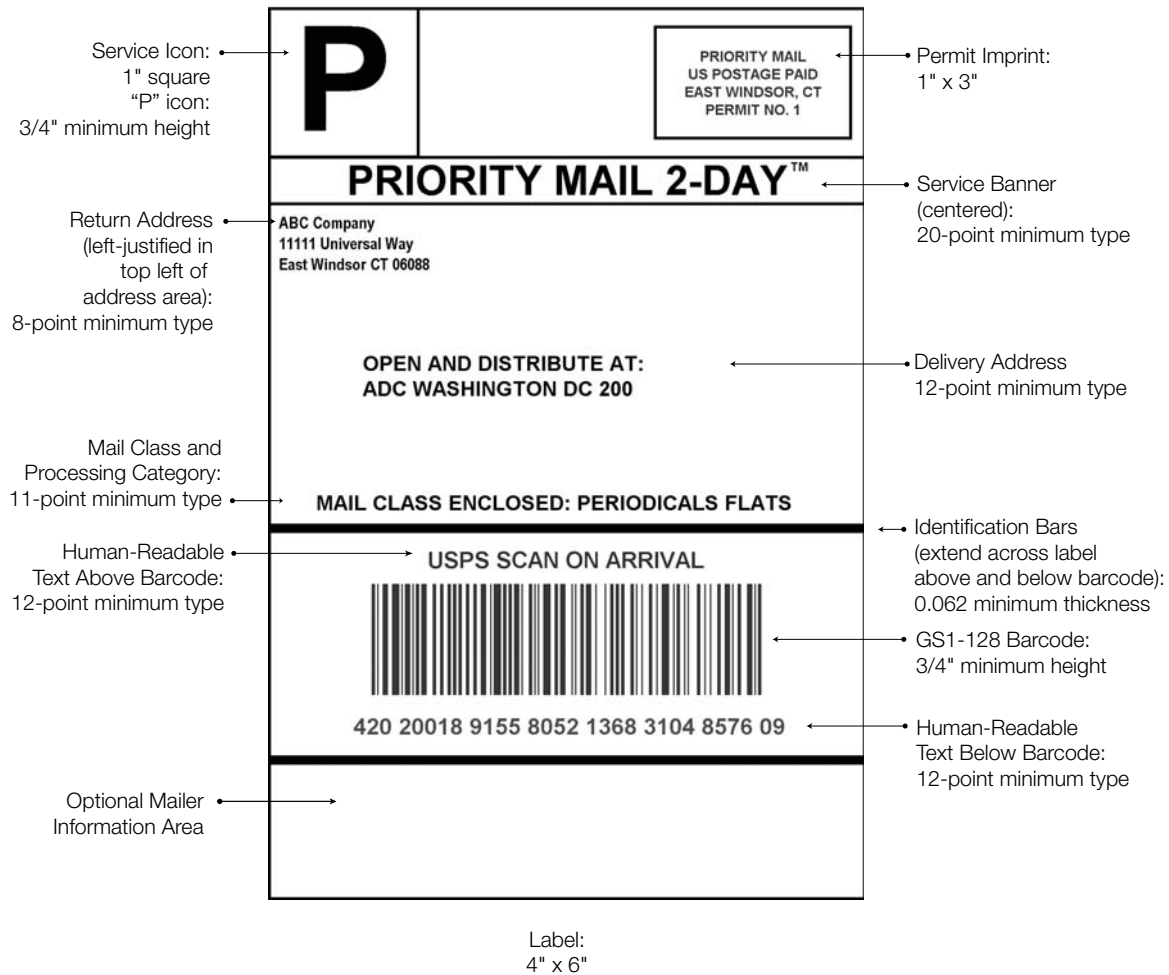 Service Icon:
1" square
“P” icon:
3/4" minimum height
P
PRIORITY MAIL
US POSTAGE PAID
EAST WINDSOR, CT
PERMIT NO. 1
Permit Imprint:
1" x 3"
PRIORITY MAIL 2-DAY™
Service Banner
(centered):
20-point minimum type
Return Address
(left-justified in
top left of
address area):
8-point minimum type
ABC Company
11111 Universal Way
East Windsor CT 06088
OPEN AND DISTRIBUTE AT:
ADC WASHINGTON DC 200
Delivery Address
12-point minimum type
Mail Class and
Processing Category:
11-point minimum type
MAIL CLASS ENCLOSED: PERIODICALS FLATS
Identification Bars
(extend across label
above and below barcode):
0.062 minimum thickness
Human-Readable
Text Above Barcode:
12-point minimum type
USPS SCAN ON ARRIVAL
GS1-128 Barcode:
3/4" minimum height
420 20018 9155 8052 1368 3104 8576 09
Human-Readable
Text Below Barcode:
12-point minimum type
Optional Mailer
Information Area
Label:
4" x 6"